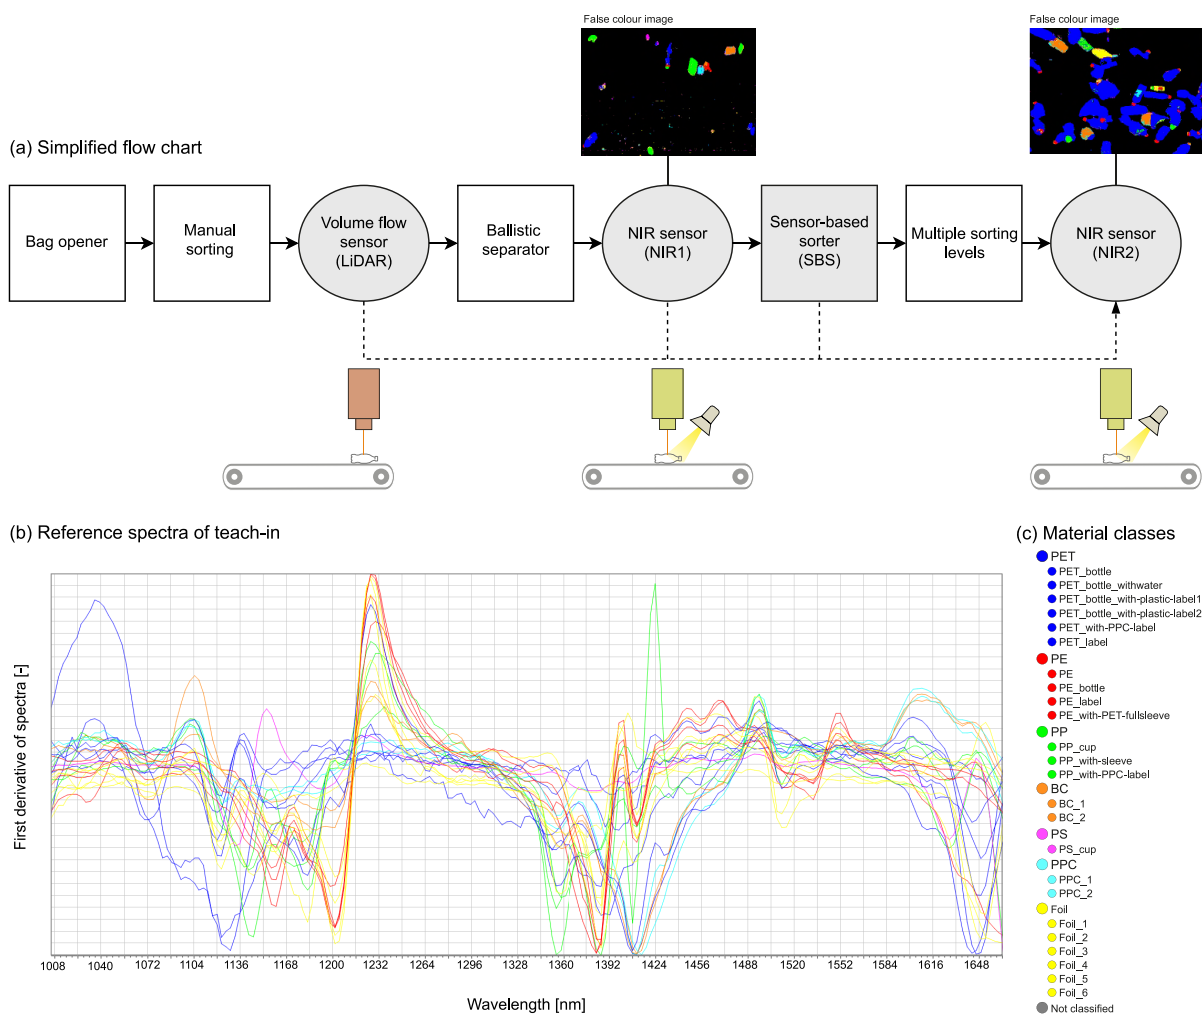 False colour image
False colour image
(a) Simplified flow chart
Bag opener
Manual
sorting
Volume flow
sensor
(LiDAR)
Ballistic
separator
NIR sensor
(NIR1)
Sensor-based
sorter
(SBS)
Multiple sorting
levels
NIR sensor
(NIR2)
(b) Reference spectra of teach-in
First derivative of spectra [-]
1008 1040 1072 1104 1136 1168 1200 1232 1264 1296 1328 1360 1392 1424 1456 1488 1520 1552 1584 1616 1648
Wavelength [nm]
(c) Material classes
PET
PET_bottle
PET_bottle_withwater
PET_bottle_with-plastic-label1
PET_bottle_with-plastic-label2
PET_with-PPC-label
PET_label
PE
PE
PE_bottle
PE_label
PE_with-PET-fullsleeve
PP
PP_cup
PP_with-sleeve
PP_with-PPC-label
BC
BC_1
BC_2
PS
PS_cup
PPC
PPC_1
PPC_2
Foil
Foil_1
Foil_2
Foil_3
Foil_4
Foil_5
Foil_6
Not classified